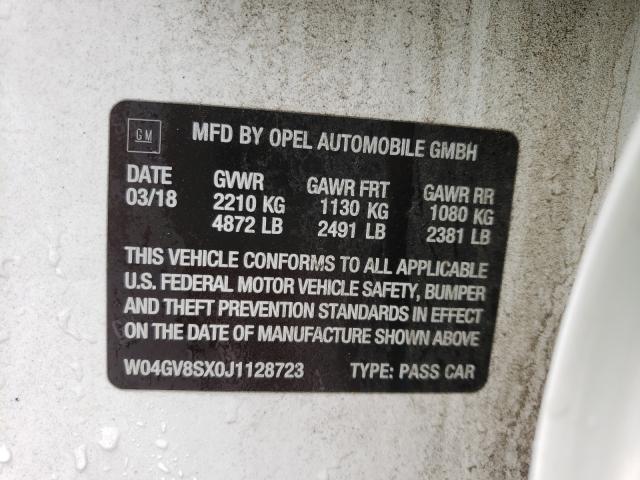 GM
MFD BY OPEL AUTOMOBILE GMBH
DATE GVWR GAWR FRT GAWR RR
03/18 2210 KG 1130 KG 1080 KG
4872 LB 2491 LB 2381 LB
THIS VEHICLE CONFORMS TO ALL APPLICABLE
U.S. FEDERAL MOTOR VEHICLE SAFETY, BUMPER
AND THEFT PREVENTION STANDARDS IN EFFECT
ON THE DATE OF MANUFACTURE SHOWN ABOVE
W04GV8SX0J1128723 TYPE: PASS CAR